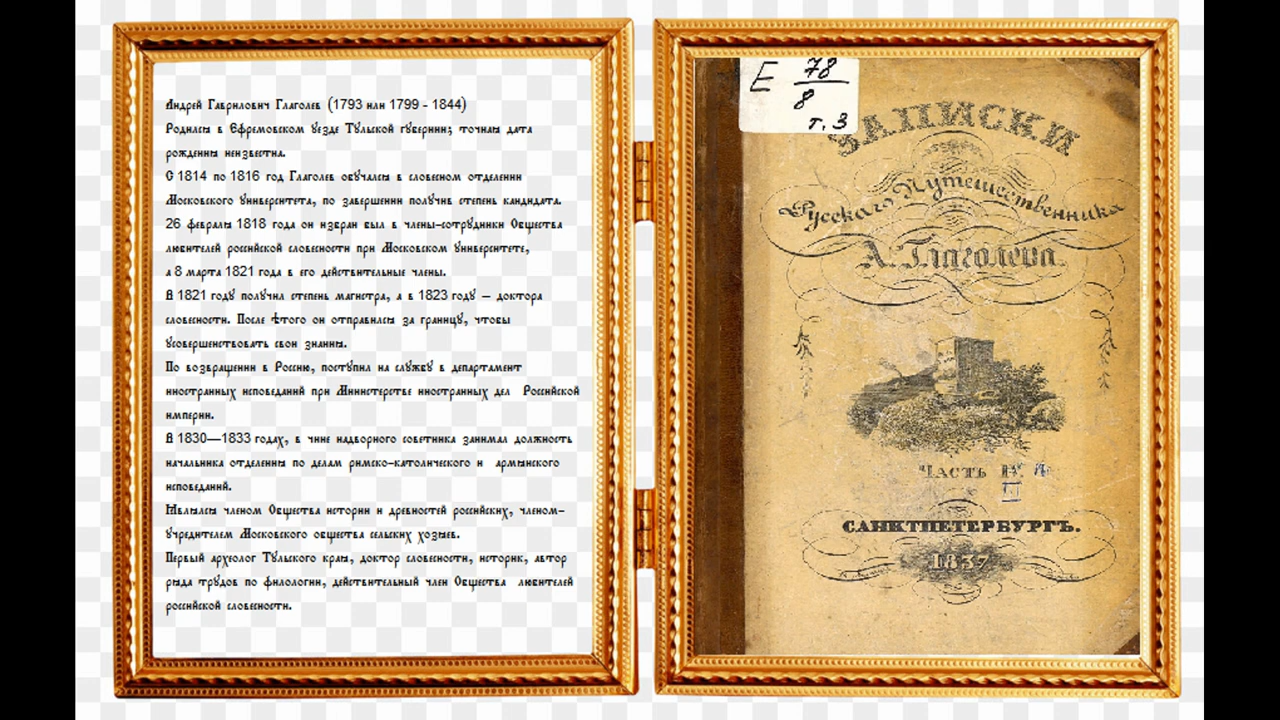 Андрей Гаврилович Глаголев (1793 или 1799 - 1844)
Родился в Ефремовском уезде Тульской губернии; точная дата
рождения неизвестна.
С 1814 по 1816 год Глаголев обучался в словесном отделении
Московского университета, по завершении получив степень кандидата.
26 февраля 1818 года он избран был в члены-сотрудники Общества
любителей российской словесности при Московском университете,
а 8 марта 1821 года в его действительные члены.
В 1821 году получил степень магистра, а в 1823 году — доктора
словесности. После этого он отправился за границу, чтобы
усовершенствовать свои знания.
По возвращении в Россию, поступил на службу в департамент
иностранных исповеданий при Министерстве иностранных дел Российской
империи.
В 1830—1833 годах, в чине надворного советника занимал должность
начальника отделения по делам римско-католического и армянского
исповеданий.
Являлся членом Общества истории и древностей российских, членом-
учредителем Московского общества сельских хозяев.
Первый археолог Тульского края, доктор словесности, историк, автор
ряда трудов по филологии, действительный член Общества любителей
российской словесности.
Е 78
8
т. 3
ЗАПИСКИ
Русскаго Путешественника
А. Глаголева.
Часть
III
САНКТПЕТЕРБУРГЪ.
1837